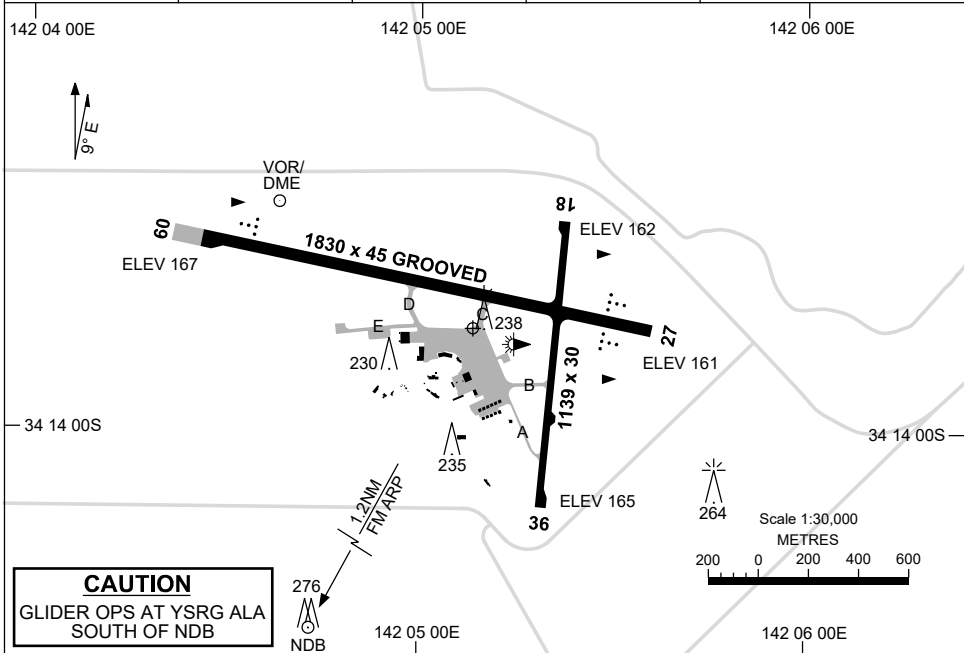 142 04 00E
142 05 00E
142 06 00E
9° E
VOR/
DME
18
ELEV 162
09
1830 x 45 GROOVED
ELEV 167
D
C
238
E
230
27
ELEV 161
B
1139 x 30
A
34 14 00S
34 14 00S
235
1.2NM
FM ARP
ELEV 165
36
264
Scale 1:30,000
METRES
200 0 200 400 600
CAUTION
GLIDER OPS AT YSRG ALA
SOUTH OF NDB
276
NDB
142 05 00E
142 06 00E